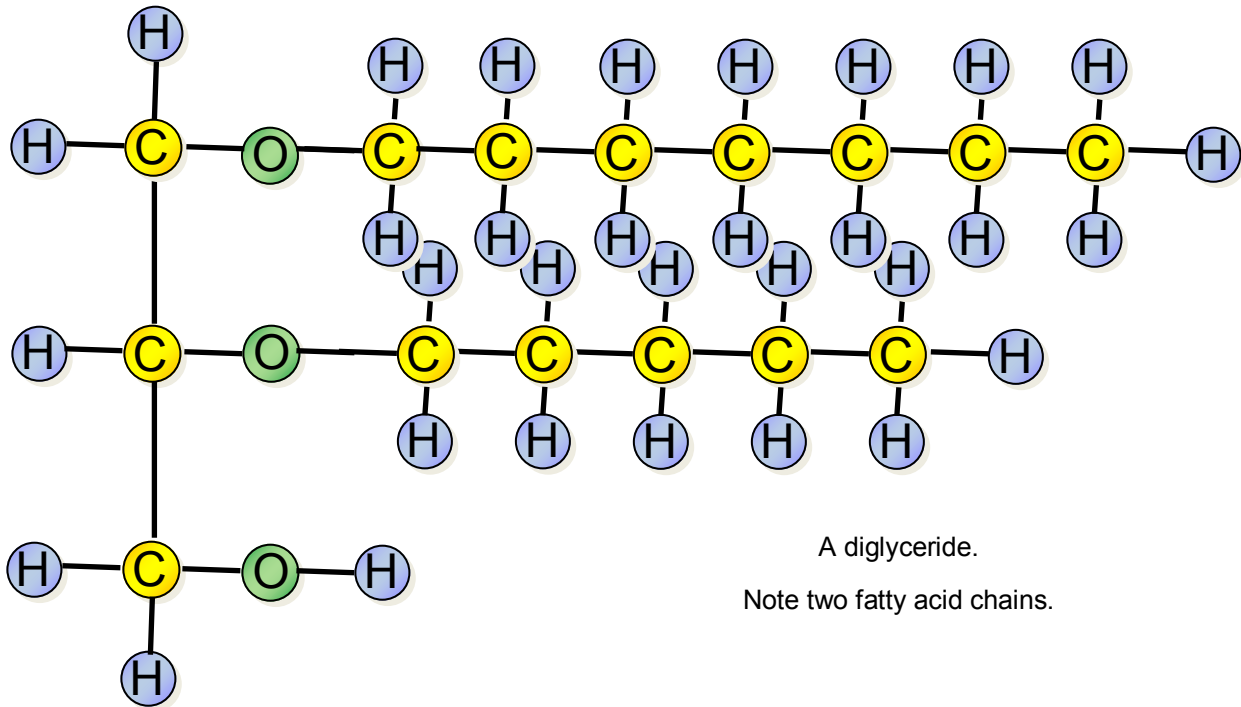 H H H H H H H H
H C O C C C C C C C H
H H H H H H H
H H H H H
H C O C C C C C H
H H H H H
H C O H
H
A diglyceride.
Note two fatty acid chains.